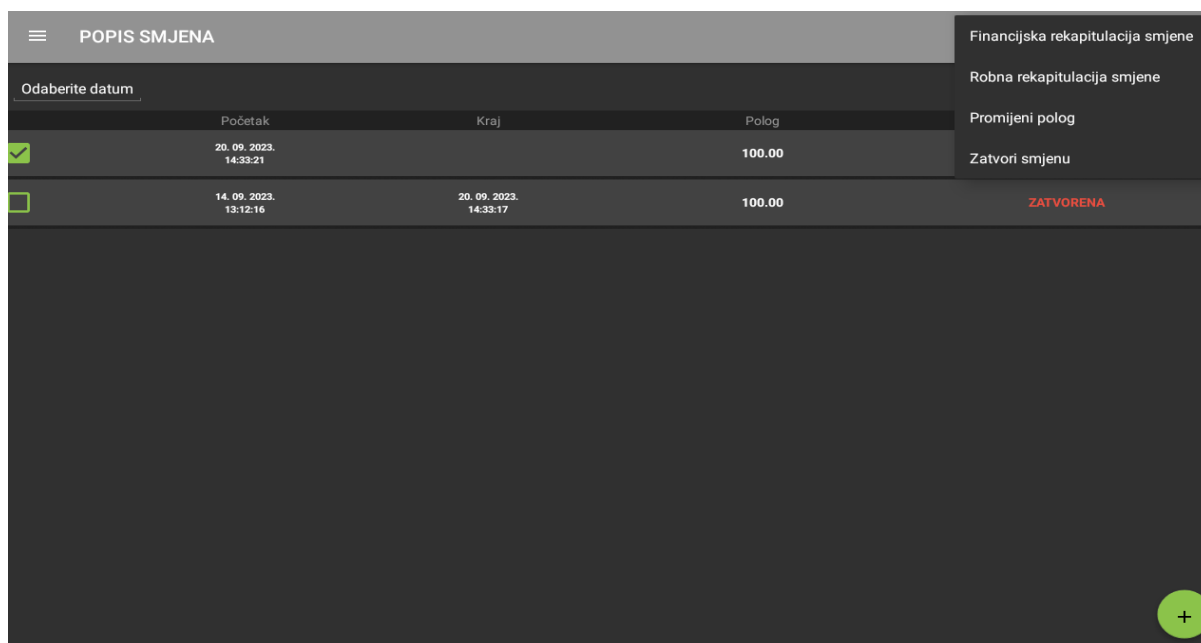 POPIS SMJENA
Financijska rekapitulacija smjene
Robna rekapitulacija smjene
Promijeni polog
Zatvori smjenu
Odaberite datum
Početak Kraj Polog
20. 09. 2023.
14:33:21
100.00
14. 09. 2023.
13:12:16
20. 09. 2023.
14:33:17
100.00
ZATVORENA